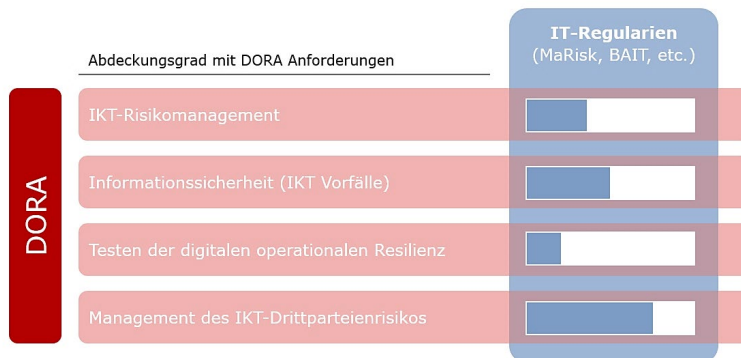 IT-Regularien
(MaRisk, BAIT, etc.)
Abdeckungsgrad mit DORA Anforderungen
DORA
IKT-Risikomanagement
Informationssicherheit (IKT Vorfälle)
Testen der digitalen operationalen Resilienz
Management des IKT-Drittparteienrisikos